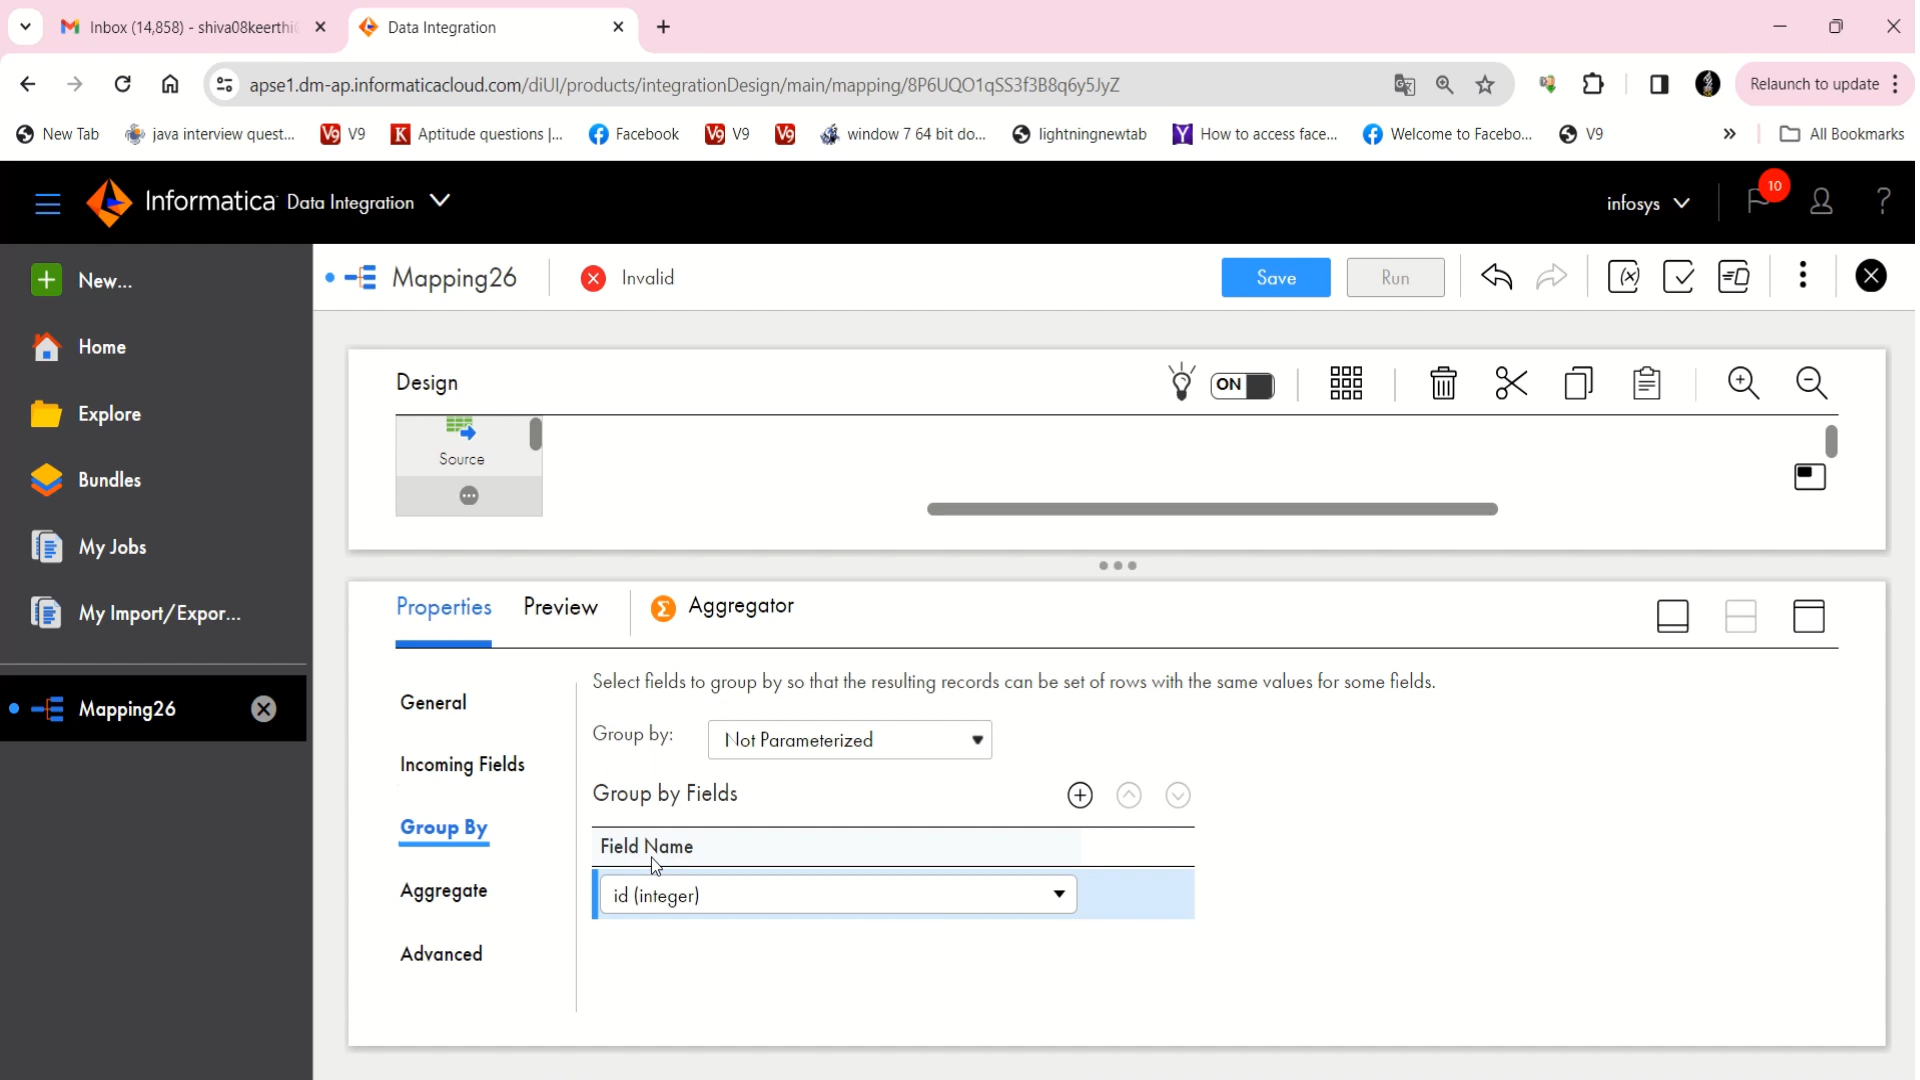 Inbox (14,858) - shiva08keerthi
Data Integration
apse1.dm-ap.informaticacloud.com/diUI/products/integrationDesign/main/mapping/8P6UQO1qSS3f3B8q6y5JyZ
Relaunch to update
New Tab
java interview quest...
V9
Aptitude questions |...
Facebook
V9
window 7 64 bit do...
lightningnewtab
How to access face...
Welcome to Facebo...
V9
»
All Bookmarks
Informatica Data Integration
infosys
10
?
New...
Mapping26
Invalid
Save
Run
Home
Explore
Bundles
My Jobs
My Import/Expor...
Mapping26
Design
ON
Source
Properties
Preview
Aggregator
General
Incoming Fields
Group By
Aggregate
Advanced
Select fields to group by so that the resulting records can be set of rows with the same values for some fields.
Group by:
Not Parameterized
Group by Fields
Field Name
id (integer)